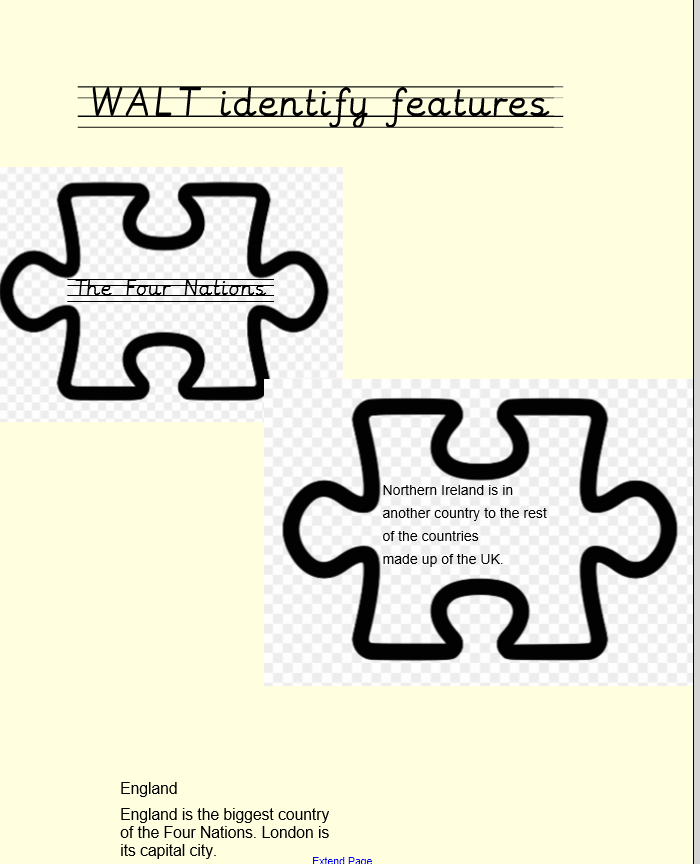 WALT identify features
The Four Nations
Northern Ireland is in
another country to the rest
of the countries
made up of the UK.
England
England is the biggest country
of the Four Nations. London is
its capital city.
Extend Page